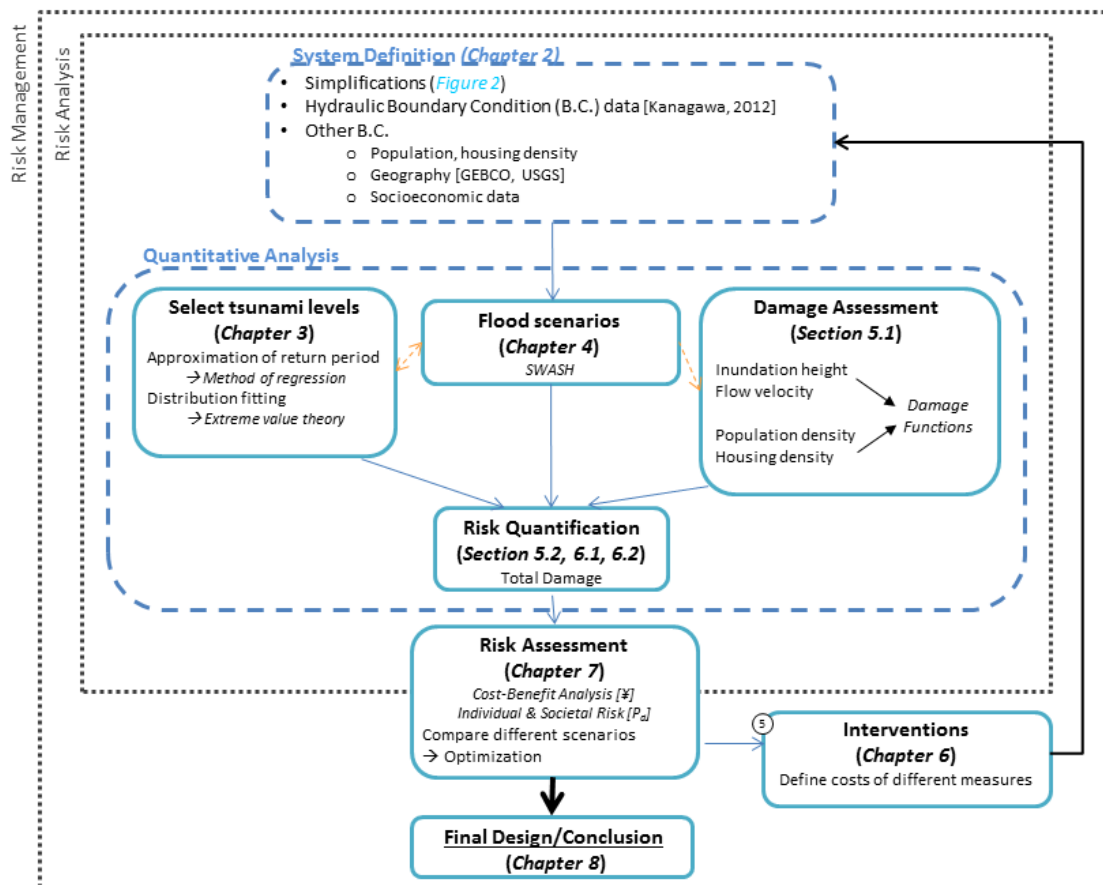 Risk Management
Risk Analysis
System Definition (Chapter 2)
• Simplifications (Figure 2)
• Hydraulic Boundary Condition (B.C.) data [Kanagawa, 2012]
• Other B.C.
o Population, housing density
o Geography [GEBCO, USGS]
o Socioeconomic data
Quantitative Analysis
Select tsunami levels
(Chapter 3)
Approximation of return period
→ Method of regression
Distribution fitting
→ Extreme value theory
Flood scenarios
(Chapter 4)
SWASH
Damage Assessment
(Section 5.1)
Inundation height
Flow velocity
Population density
Housing density
Damage
Functions
Risk Quantification
(Section 5.2, 6.1, 6.2)
Total Damage
Risk Assessment
(Chapter 7)
Cost-Benefit Analysis [¥]
Individual & Societal Risk [Pd]
Compare different scenarios
→ Optimization
5
Interventions
(Chapter 6)
Define costs of different measures
Final Design/Conclusion
(Chapter 8)